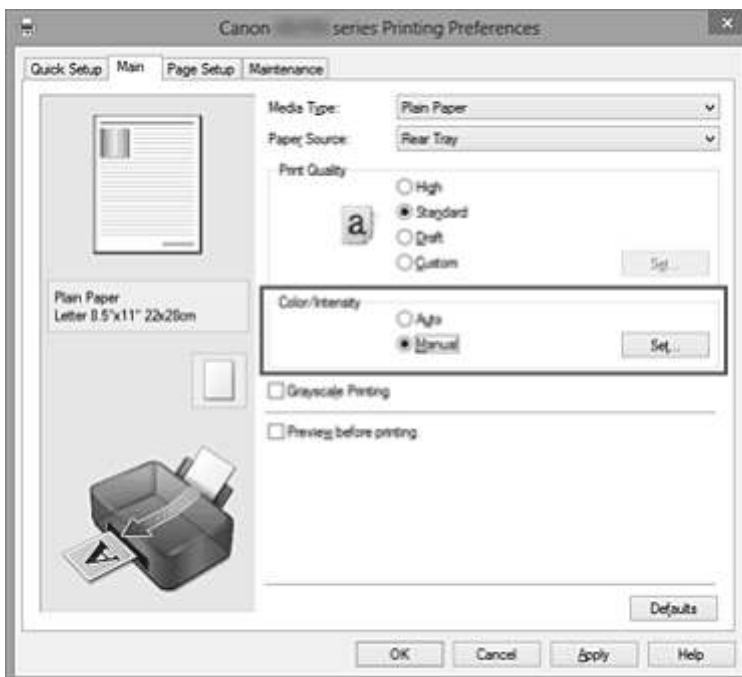 Canon series Printing Preferences
Quick Setup Main Page Setup Maintenance
Media Type: Plain Paper
Paper Source: Rear Tray
Print Quality
High
a Standard
Draft
Custom Set...
Plain Paper
Letter 8.5"x11" 22x28cm
Color/Intensity
Auto
Manual Set...
Grayscale Printing
Preview before printing
A
Defaults
OK Cancel Apply Help